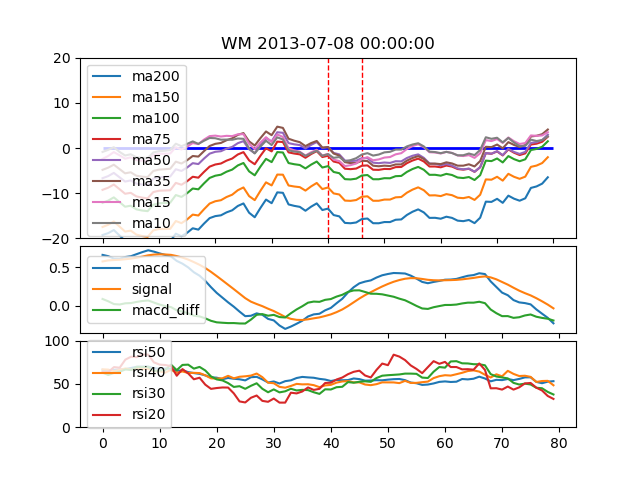 WM 2013-07-08 00:00:00
20
10
0
−10
−20
ma200
ma150
ma100
ma75
ma50
ma35
ma15
ma10
0.5
0.0
macd
signal
macd_diff
100
50
0
rsi50
rsi40
rsi30
rsi20
0 10 20 30 40 50 60 70 80